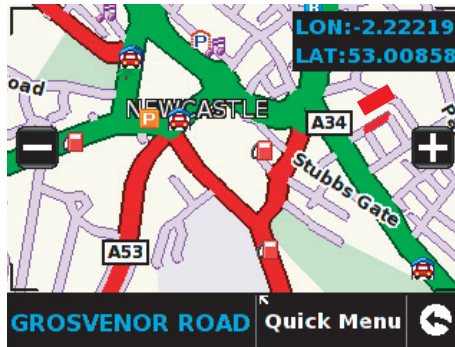 LON:-2.22219
LAT:53.00858
P
oad
NEWCASTLE
P
A34
Stubbs Gate
A53
GROSVENOR ROAD
Quick Menu